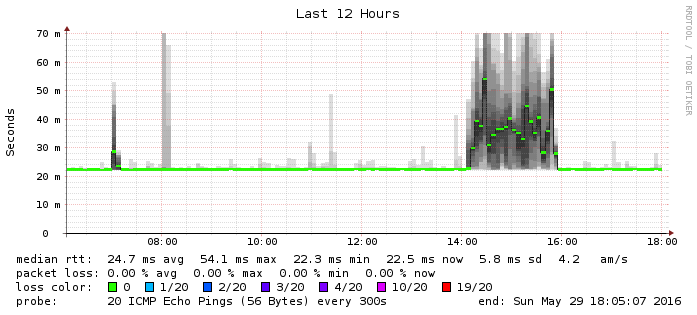 Last 12 Hours
RRDTOOL / TOBI OETIKER
Seconds
70 m
60 m
50 m
40 m
30 m
20 m
10 m
0
08:00 10:00 12:00 14:00 16:00 18:00
median rtt: 24.7 ms avg 54.1 ms max 22.3 ms min 22.5 ms now 5.8 ms sd 4.2 am/s
packet loss: 0.00 % avg 0.00 % max 0.00 % min 0.00 % now
loss color: 0 1/20 2/20 3/20 4/20 10/20 19/20
probe: 20 ICMP Echo Pings (56 Bytes) every 300s end: Sun May 29 18:05:07 2016